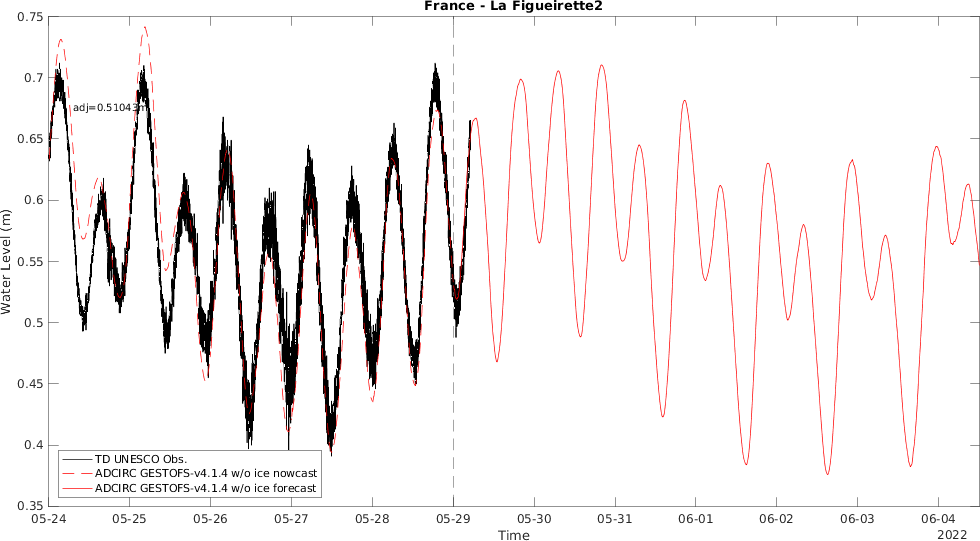 France - La Figueirette2
0.75
0.7
0.65
0.6
0.55
0.5
0.45
0.4
0.35
Water Level (m)
adj=0.51043m
TD UNESCO Obs.
ADCIRC GESTOFS-v4.1.4 w/o ice nowcast
ADCIRC GESTOFS-v4.1.4 w/o ice forecast
05-24 05-25 05-26 05-27 05-28 05-29 05-30 05-31 06-01 06-02 06-03 06-04
Time
2022